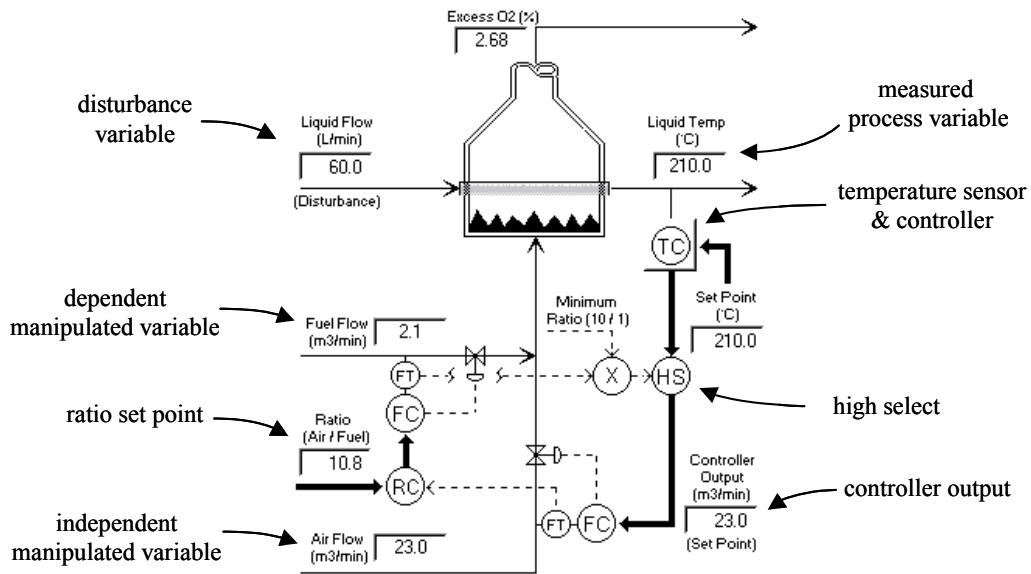 Excess O2 (%)
2.68
disturbance
variable
Liquid Flow
(L/min)
60.0
(Disturbance)
Liquid Temp
(°C)
210.0
measured
process variable
temperature sensor
& controller
TC
Set Point
(°C)
210.0
dependent
manipulated variable
Fuel Flow
(m3/min)
2.1
Minimum
Ratio (10 / 1)
FT
X
HS
high select
FC
ratio set point
Ratio
(Air / Fuel)
10.8
RC
Controller
Output
(m3/min)
23.0
(Set Point)
controller output
independent
manipulated variable
Air Flow
(m3/min)
23.0
FT
FC